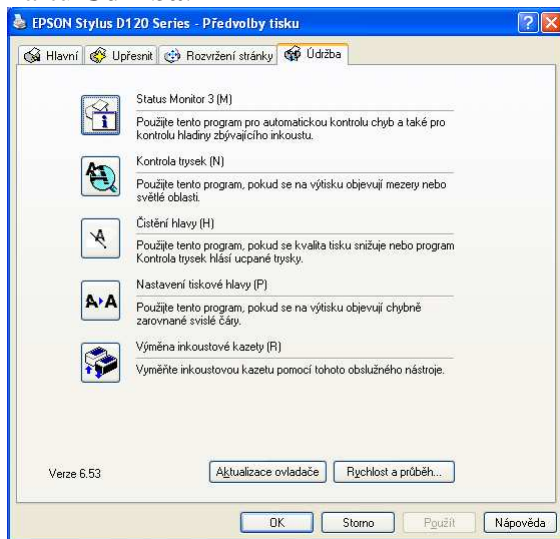 EPSON Stylus D120 Series - Předvolby tisku
Hlavní Upřesnit Rozvržení stránky Údržba
Status Monitor 3 (M)
Použijte tento program pro automatickou kontrolu chyb a také pro
kontrolu hladiny zbývajícího inkoustu.
Kontrola trysek (N)
Použijte tento program, pokud se na výtisku objevují mezery nebo
světlé oblasti.
Čistění hlavy (H)
Použijte tento program, pokud se kvalita tisku snižuje nebo program
Kontrola trysek hlásí ucpané trysky.
Nastavení tiskové hlavy (P)
Použijte tento program, pokud se na výtisku objevují chybně
zarovnané svislé čáry.
Výměna inkoustové kazety (R)
Vyměňte inkoustovou kazetu pomocí tohoto obslužného nástroje.
Verze 6.53 Aktualizace ovladače Rychlost a průběh...
OK Storno Použít Nápověda